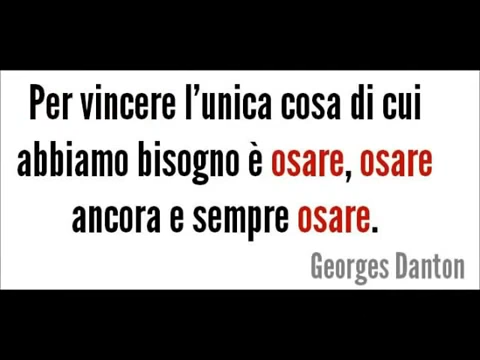 Per vincere l'unica cosa di cui
abbiamo bisogno è osare, osare
ancora e sempre osare.
Georges Danton